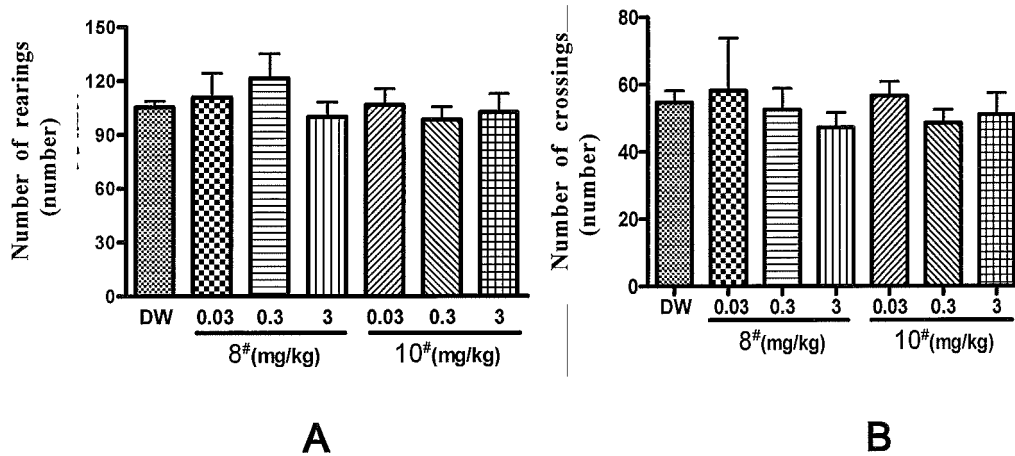 Number of rearings
(number)
150
120
90
60
30
0
DW 0.03 0.3 3 0.03 0.3 3
8#(mg/kg) 10#(mg/kg)
A
Number of crossings
(number)
80
60
40
20
0
DW 0.03 0.3 3 0.03 0.3 3
8#(mg/kg) 10#(mg/kg)
B